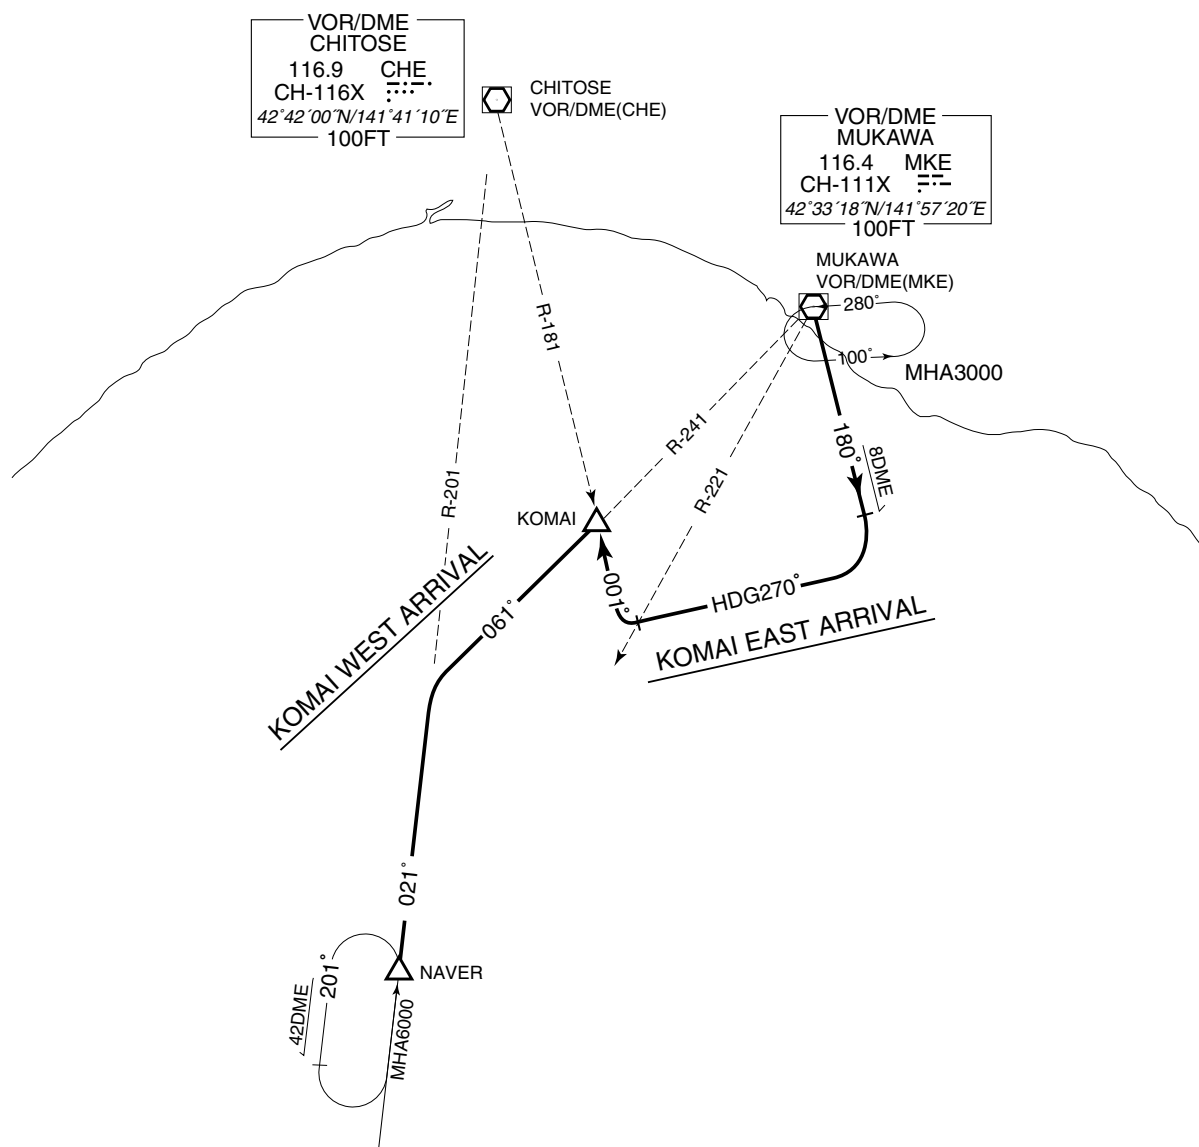 VOR/DME
CHITOSE
116.9 CHE
CH-116X
42°42´00˝N/141°41´10˝E
100FT
CHITOSE
VOR/DME(CHE)
VOR/DME
MUKAWA
116.4 MKE
CH-111X
42°33´18˝N/141°57´20˝E
100FT
MUKAWA
VOR/DME(MKE)
280°
100°
MHA3000
R-181
R-241
R-201
R-221
180°
8DME
KOMAI
001°
HDG270°
KOMAI EAST ARRIVAL
061°
KOMAI WEST ARRIVAL
021°
NAVER
201°
42DME
MHA6000